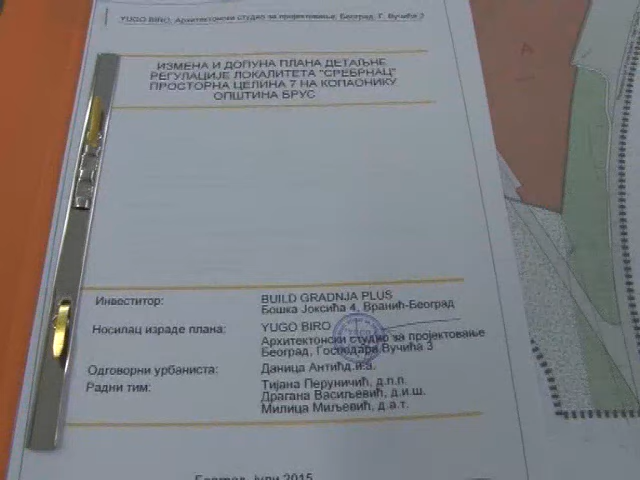 YUGO BIRO, Архитектонски студио за пројектовање, Београд, Г. Вучића 3
ИЗМЕНА И ДОПУНА ПЛАНА ДЕТАЉНЕ
РЕГУЛАЦИЈЕ ЛОКАЛИТЕТА "СРЕБРНАЦ"
ПРОСТОРНА ЦЕЛИНА 7 НА КОПАОНИКУ
ОПШТИНА БРУС
Инвеститор: BUILD GRADNJA PLUS
Бошка Јоксића 4, Вранић-Београд
Носилац израде плана: YUGO BIRO
Архитектонски студио за пројектовање
Београд, Господара Вучића 3
Одговорни урбаниста: Даница Антићд.и.а.
Радни тим: Тијана Перуничић, д.п.п.
Драгана Васиљевић, д.и.ш.
Милица Миљевић, д.а.т.
Београд, јули 2015